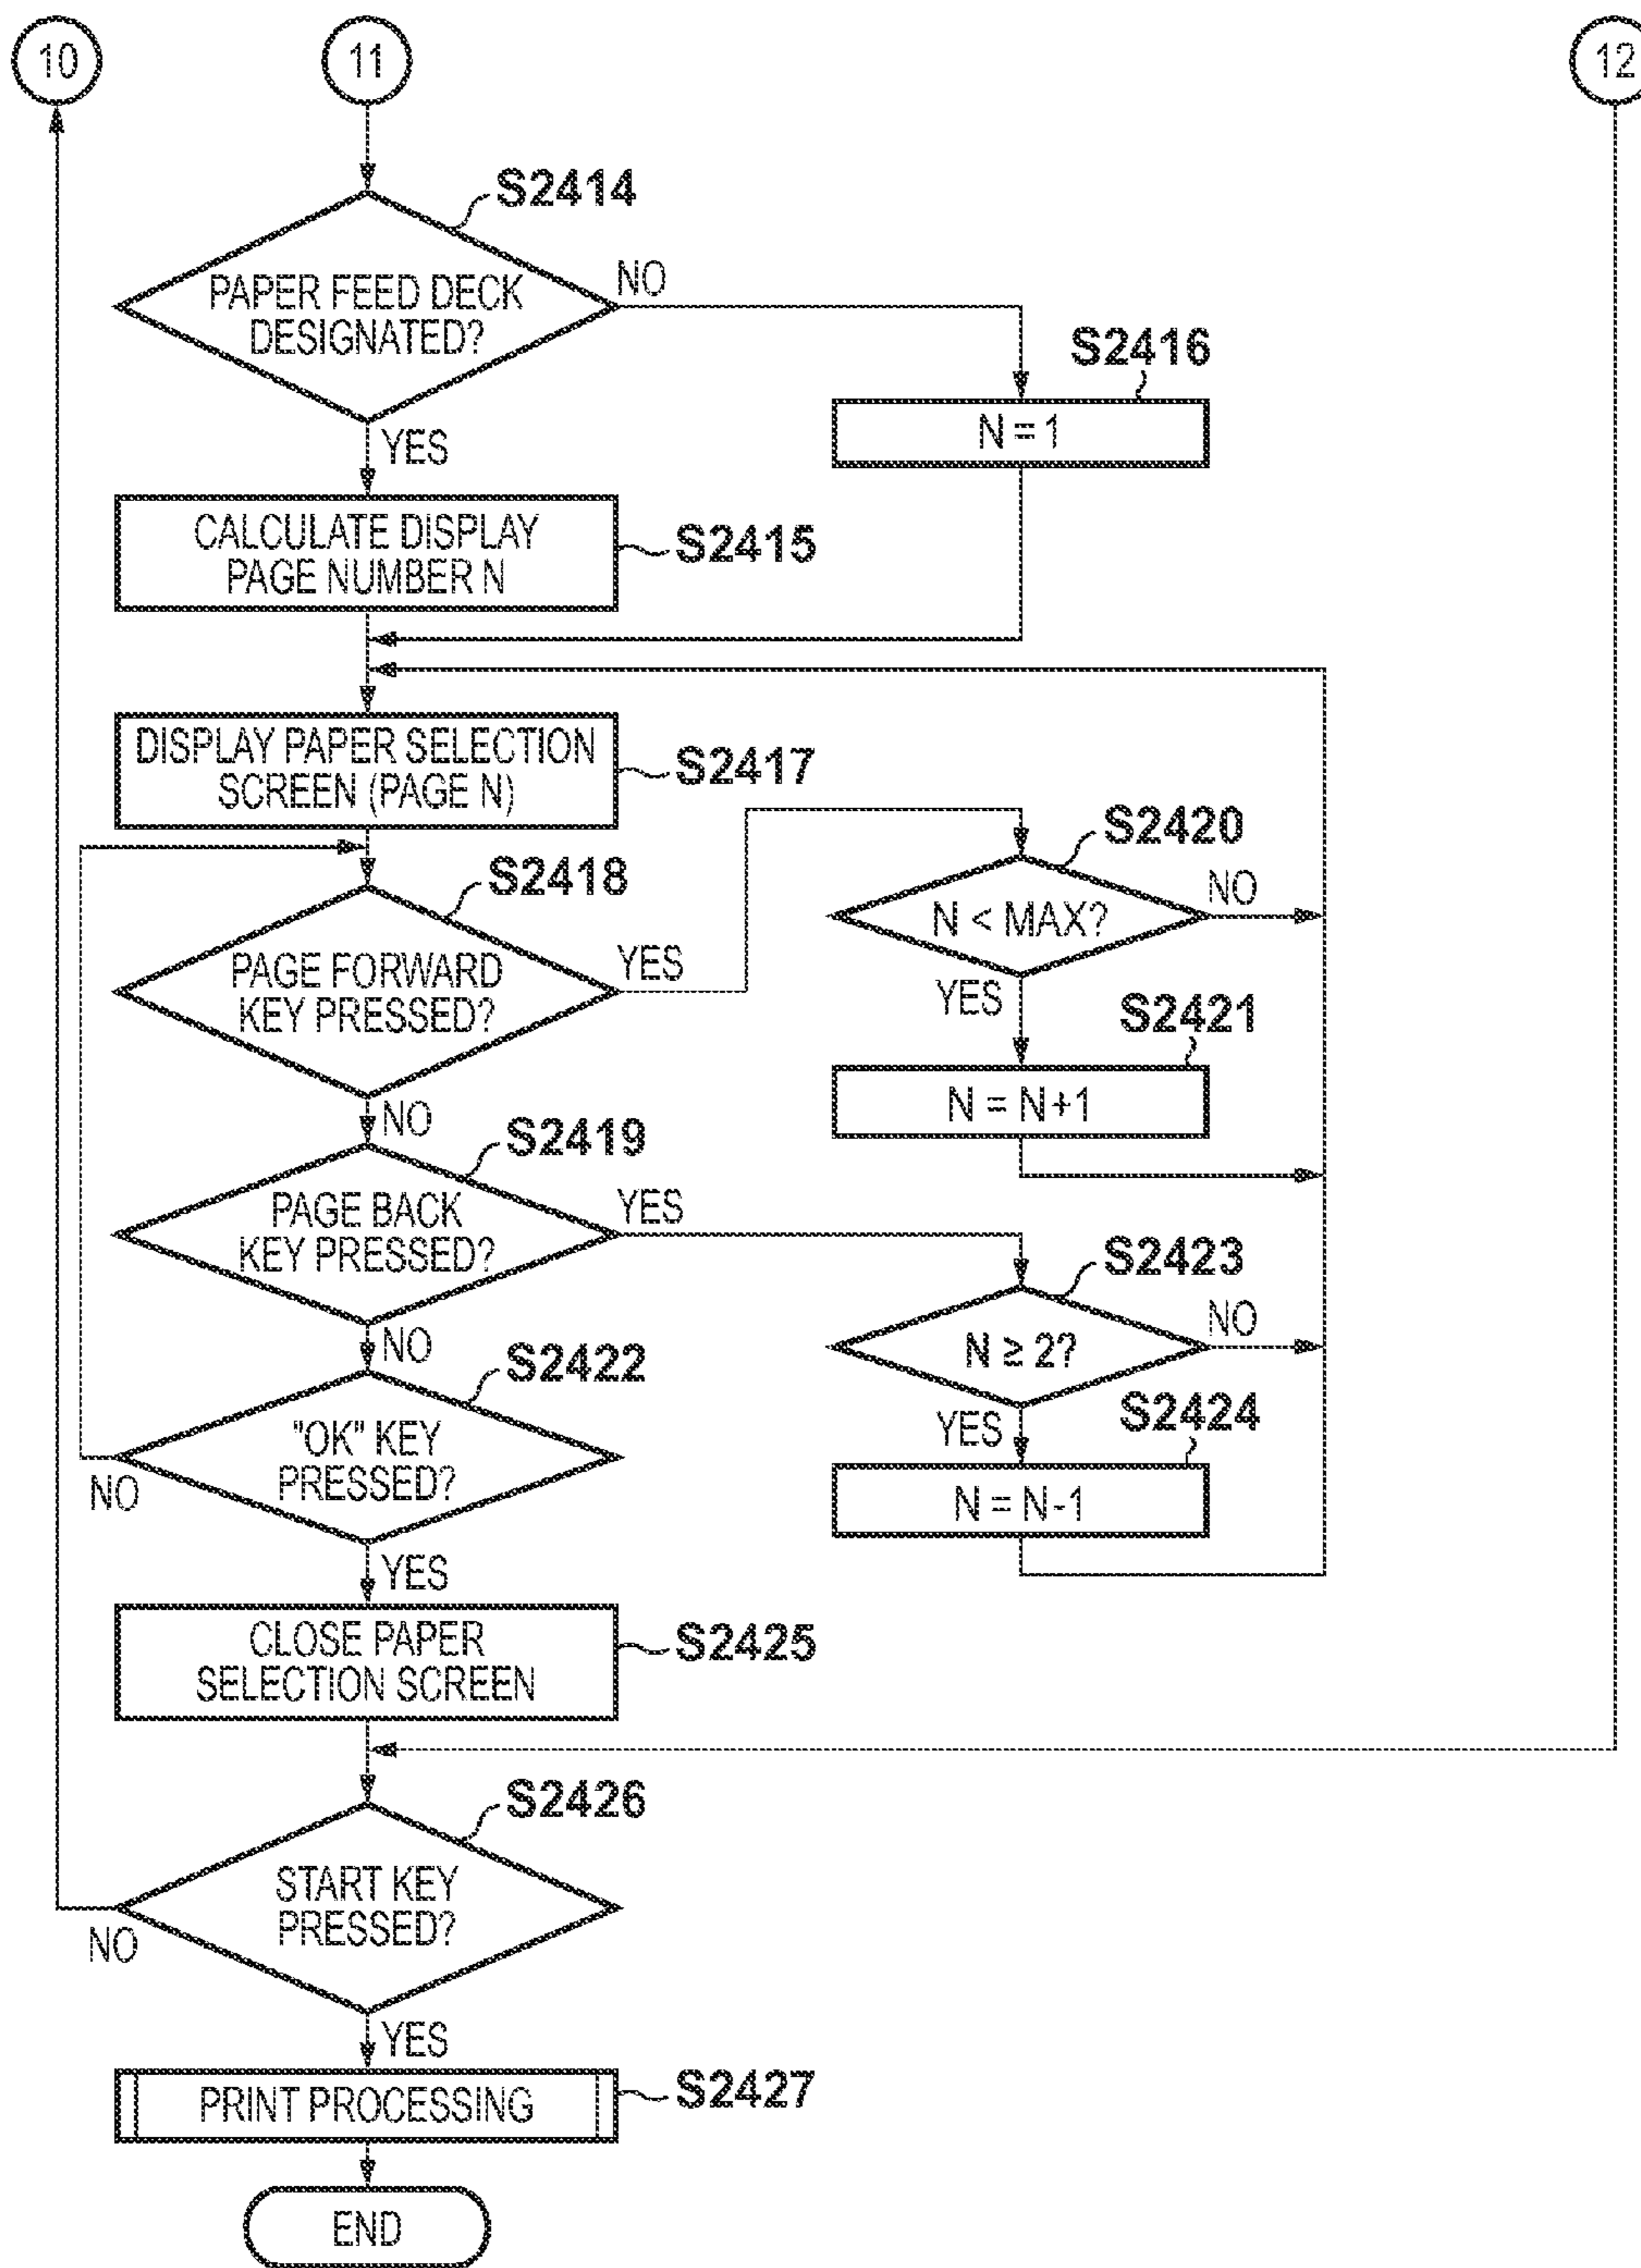 10
11
12
S2414
PAPER FEED DECK
DESIGNATED?
NO
S2416
N = 1
YES
CALCULATE DISPLAY
PAGE NUMBER N
S2415
DISPLAY PAPER SELECTION
SCREEN (PAGE N)
S2417
S2420
N < MAX?
NO
S2418
PAGE FORWARD
KEY PRESSED?
YES
YES
S2421
N = N+1
NO
S2419
PAGE BACK
KEY PRESSED?
YES
S2423
N ≥ 2?
NO
NO
S2422
"OK" KEY
PRESSED?
NO
YES
S2424
N = N-1
YES
CLOSE PAPER
SELECTION SCREEN
S2425
S2426
START KEY
PRESSED?
NO
YES
PRINT PROCESSING
S2427
END